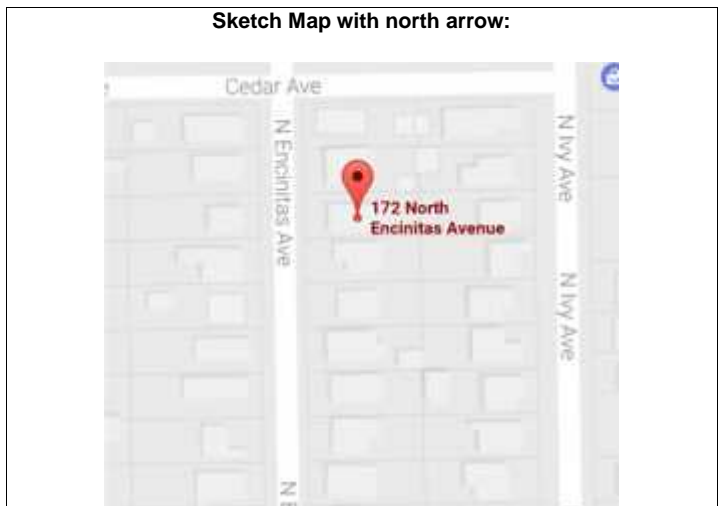 Sketch Map with north arrow:
Cedar Ave
N Encinitas Ave
N Ivy Ave
172 North
Encinitas Avenue
N Ivy Ave
N